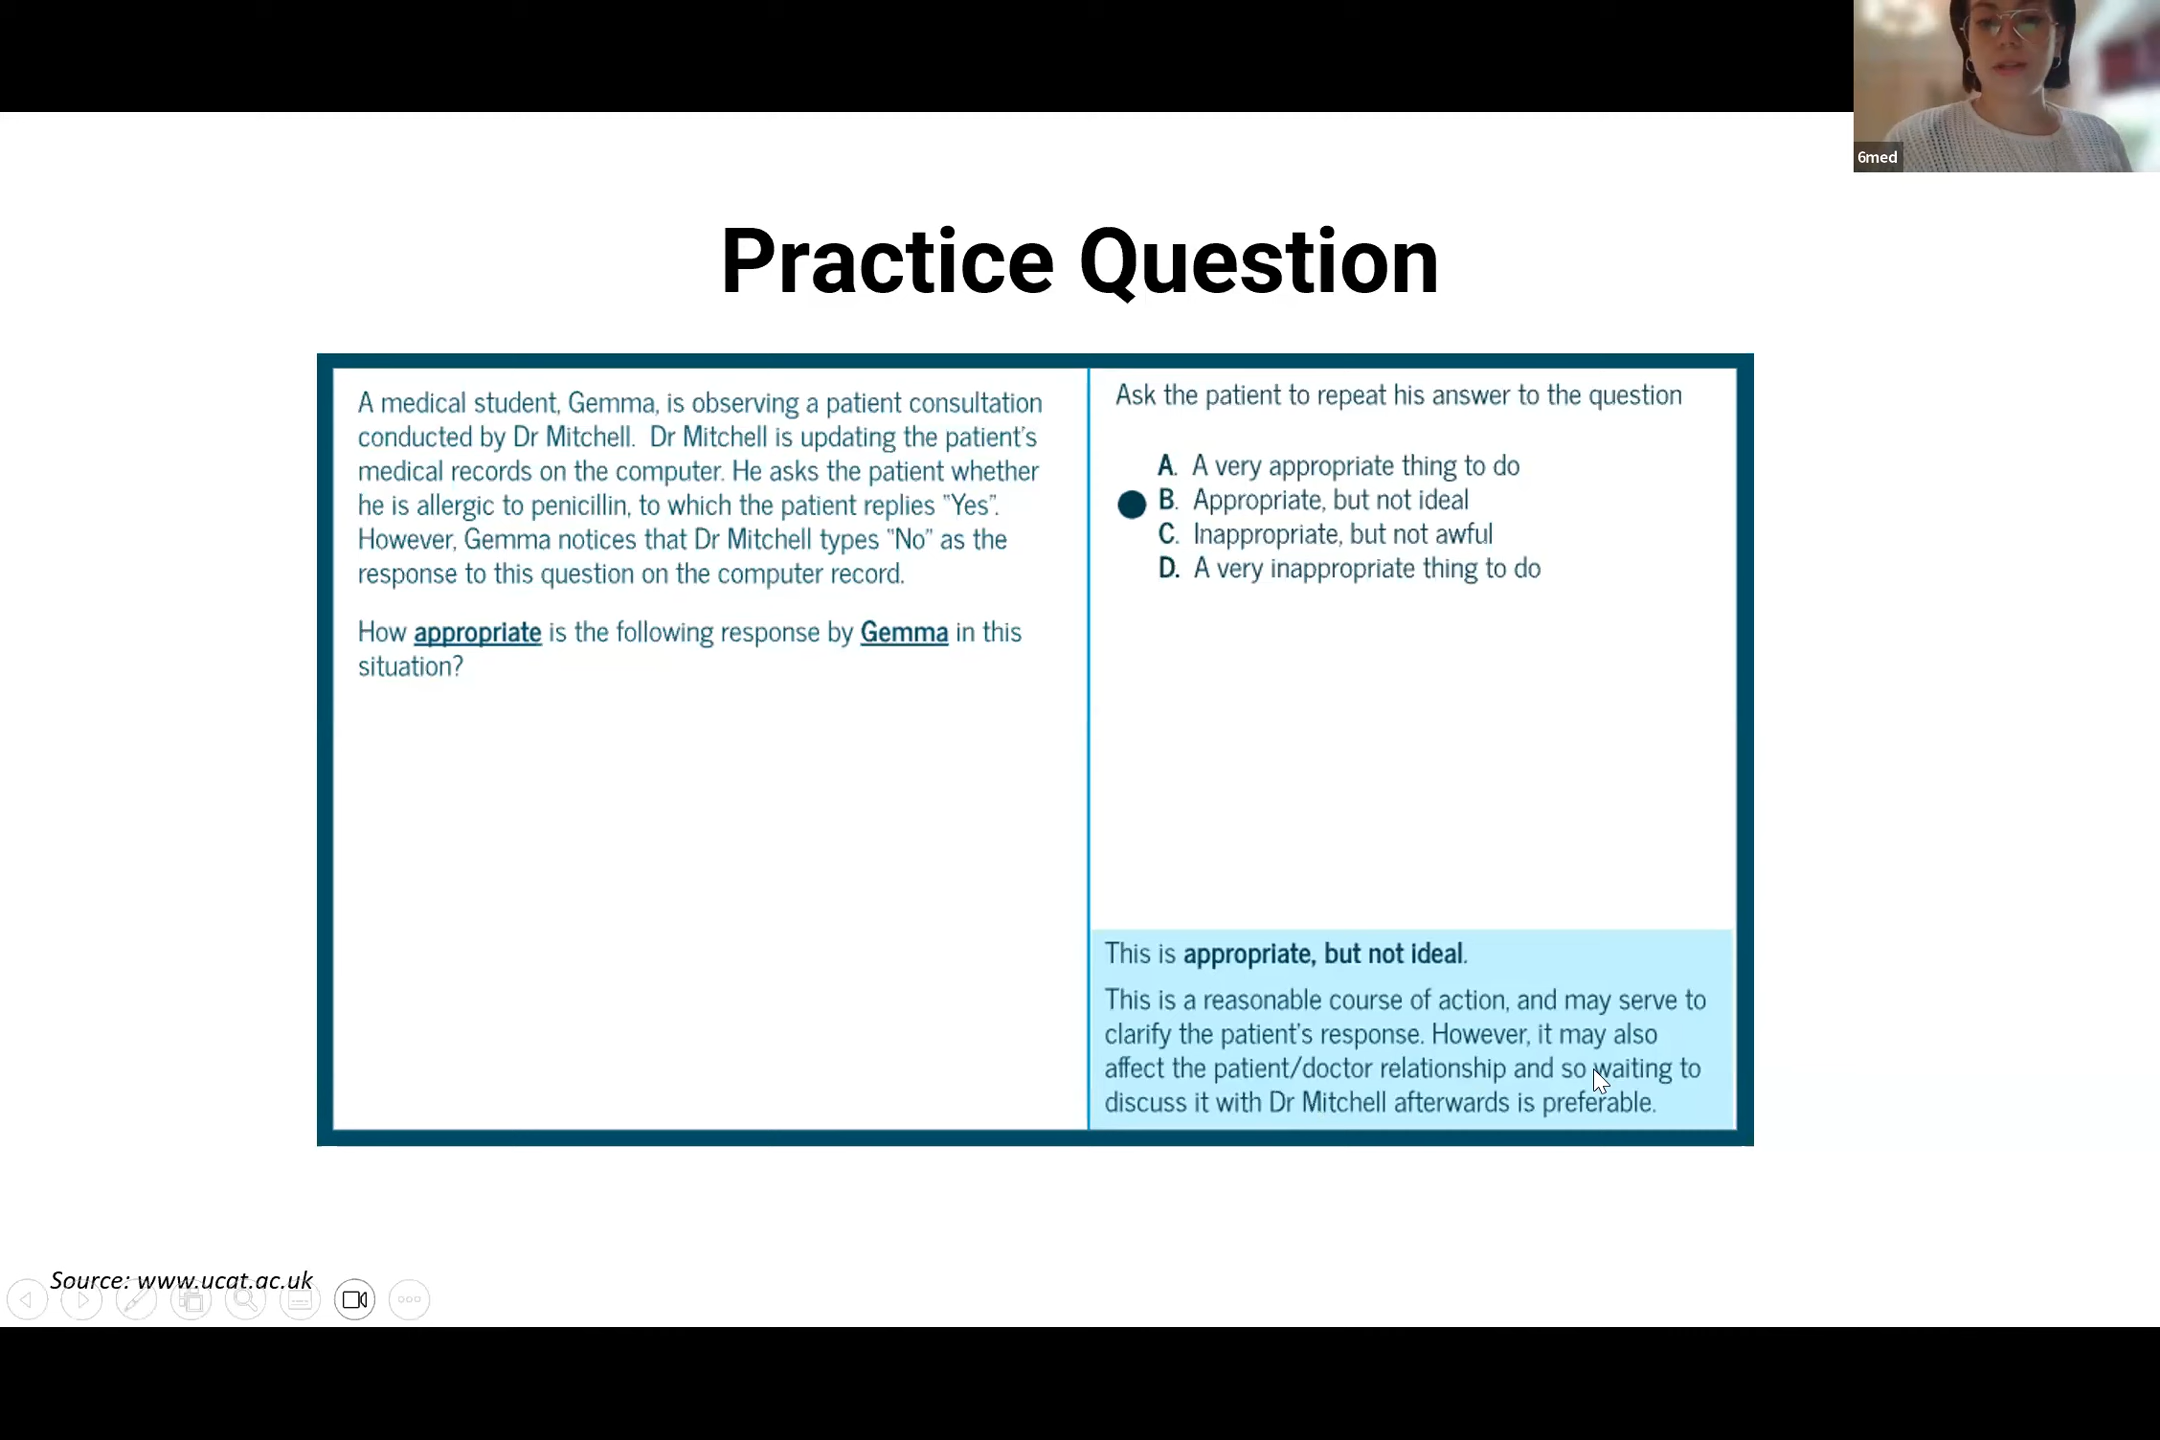 6med
Practice Question
A medical student, Gemma, is observing a patient consultation
conducted by Dr Mitchell. Dr Mitchell is updating the patient's
medical records on the computer. He asks the patient whether
he is allergic to penicillin, to which the patient replies "Yes".
However, Gemma notices that Dr Mitchell types "No" as the
response to this question on the computer record.
How appropriate is the following response by Gemma in this
situation?
Ask the patient to repeat his answer to the question
A. A very appropriate thing to do
B. Appropriate, but not ideal
C. Inappropriate, but not awful
D. A very inappropriate thing to do
This is appropriate, but not ideal.
This is a reasonable course of action, and may serve to
clarify the patient's response. However, it may also
affect the patient/doctor relationship and so waiting to
discuss it with Dr Mitchell afterwards is preferable.
Source: www.ucat.ac.uk